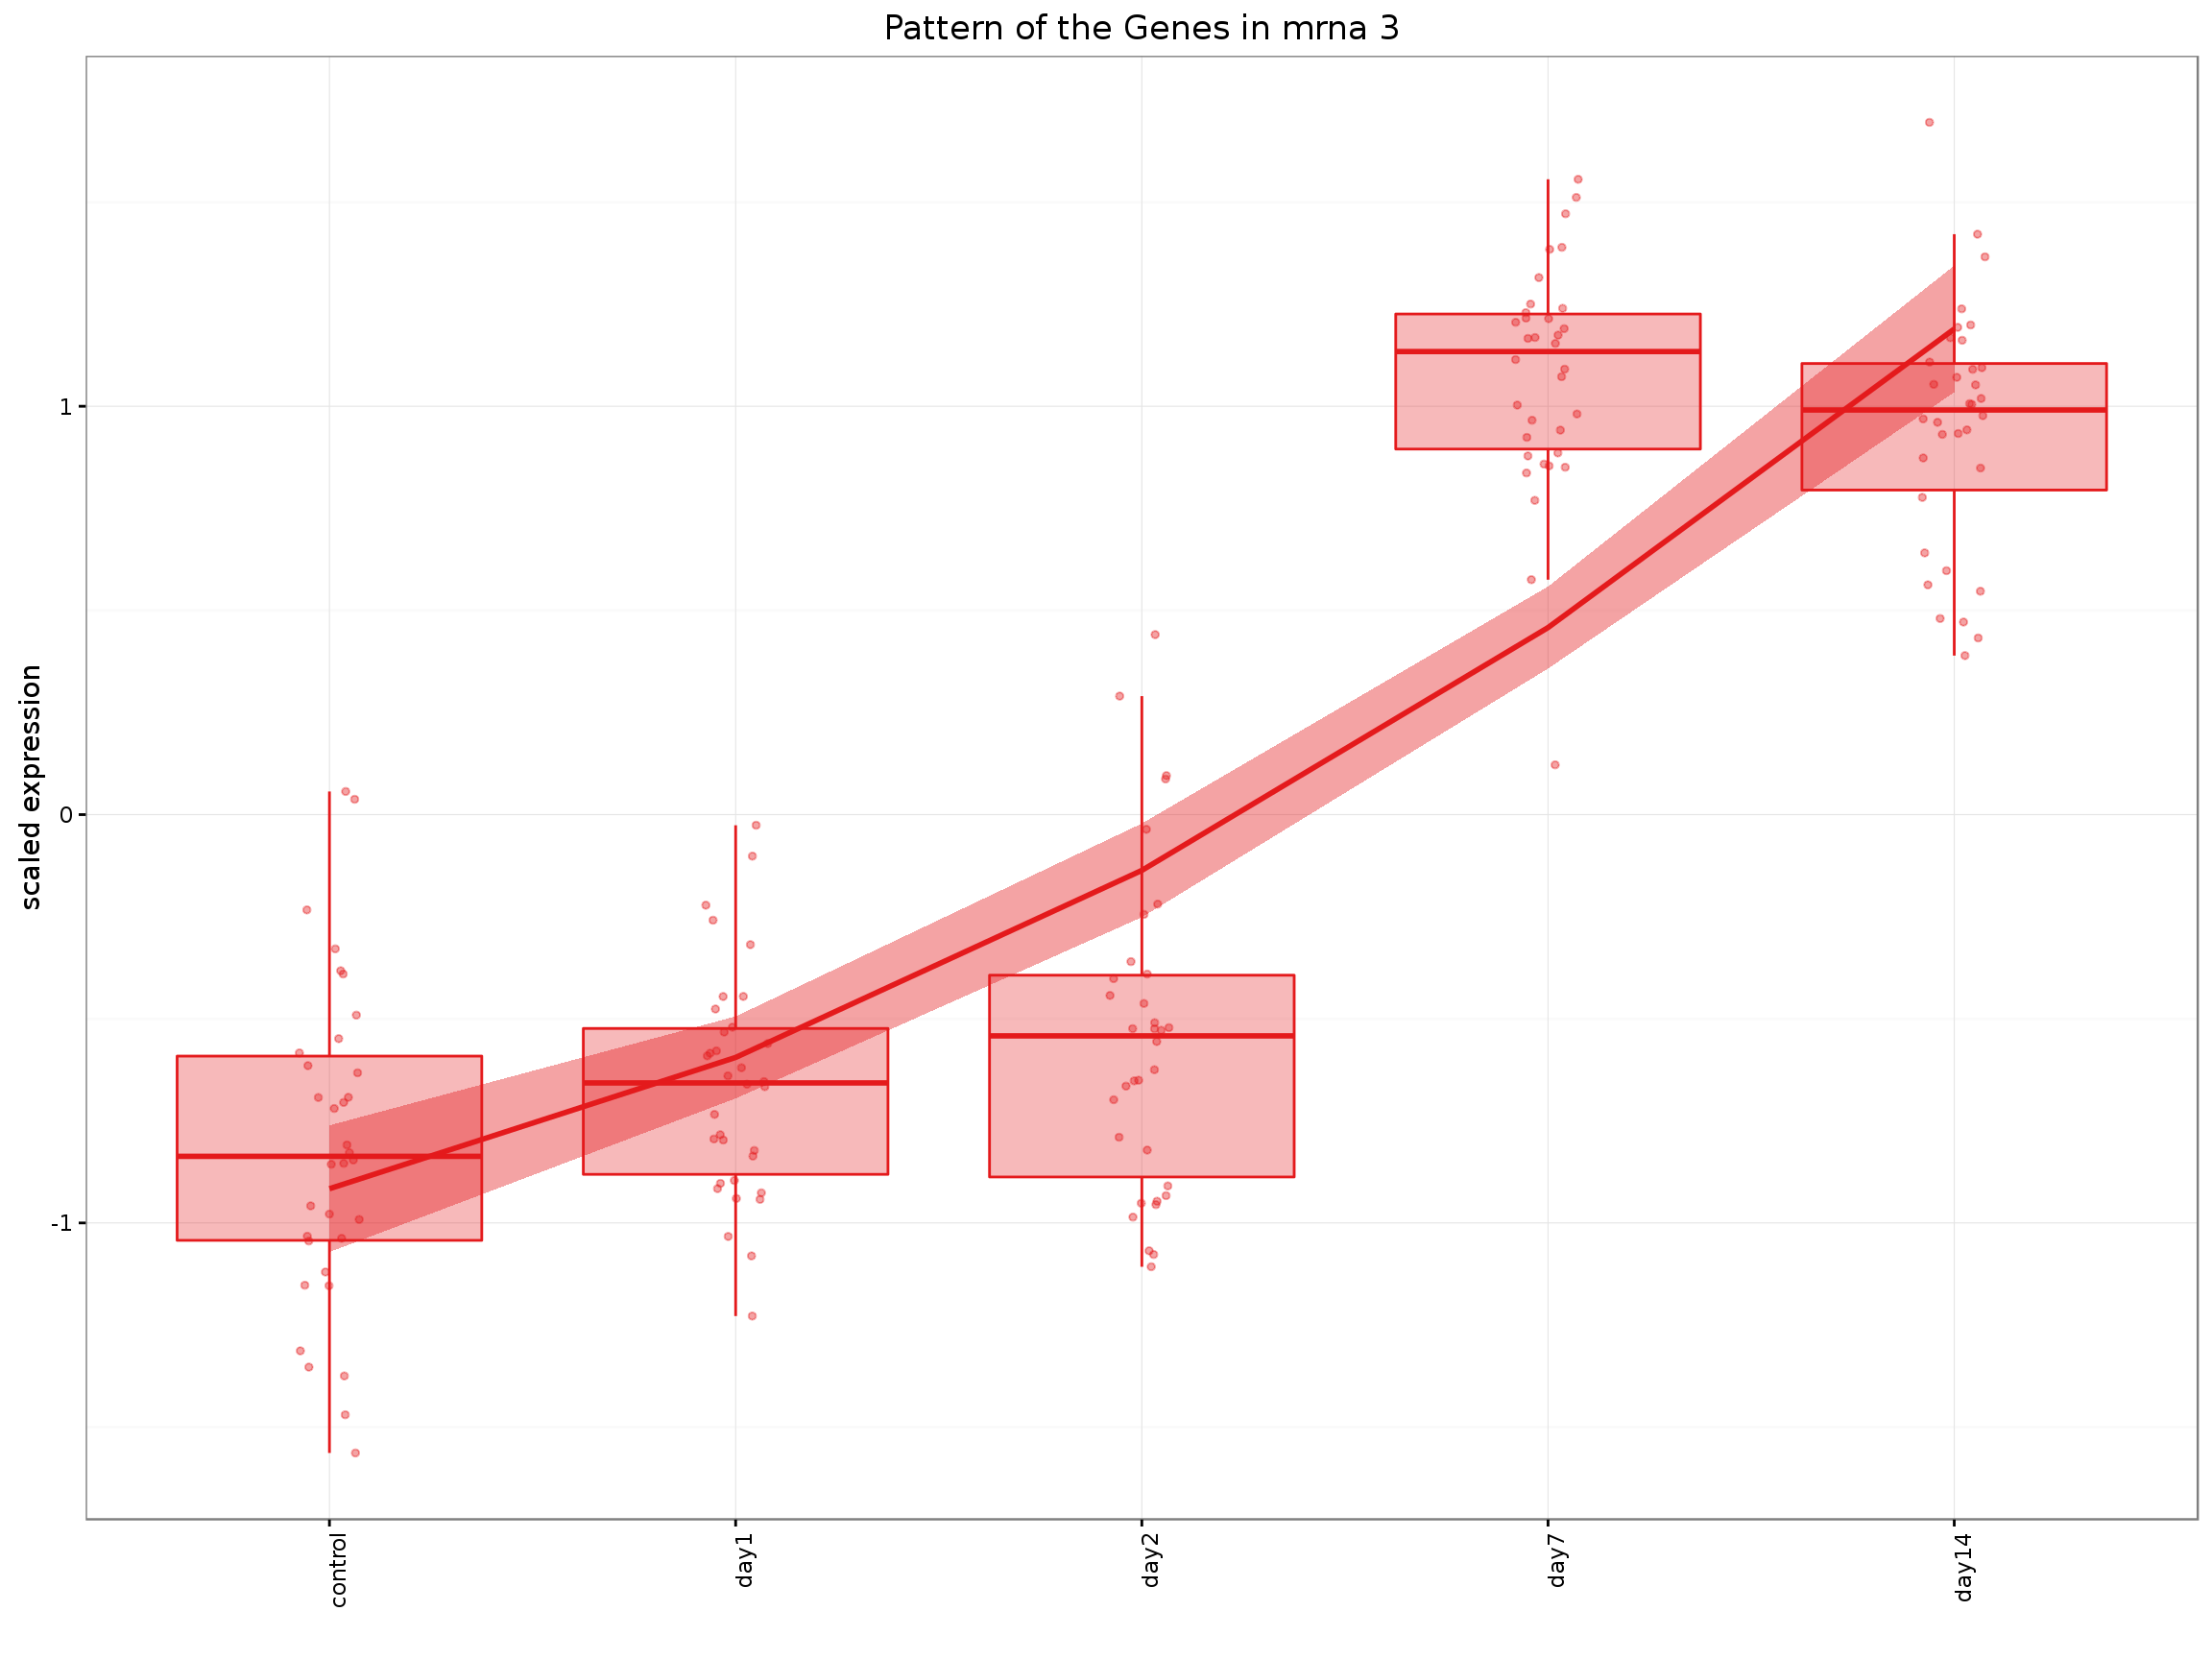 Pattern of the Genes in mrna 3
scaled expression
1
0
-1
control
day1
day2
day7
day14